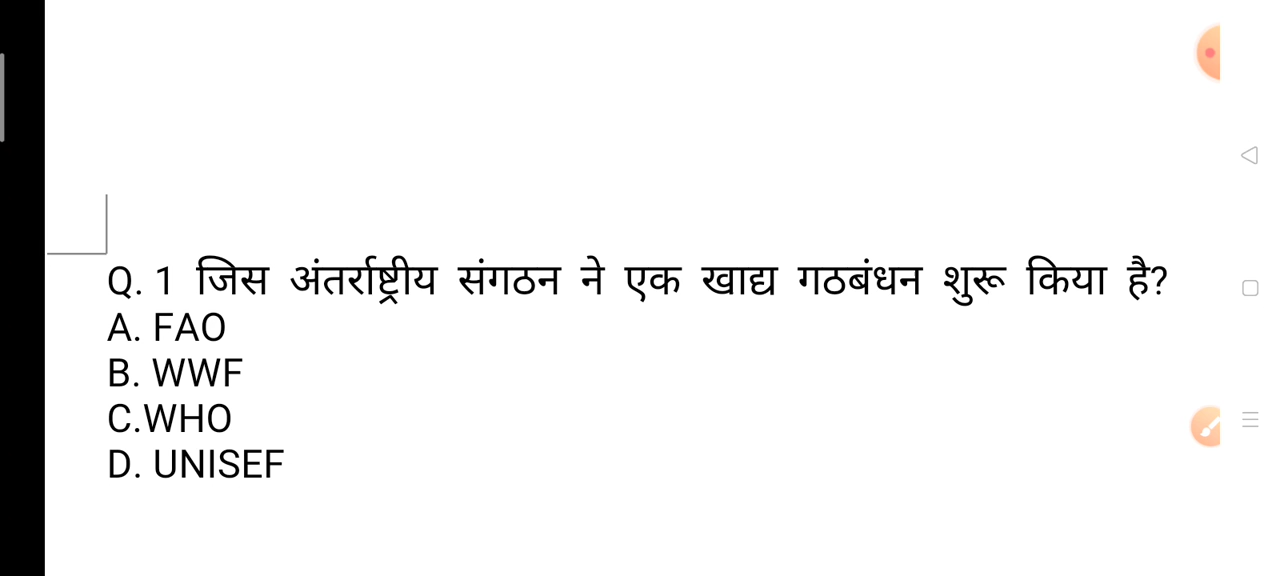 Q. 1 जिस अंतर्राष्ट्रीय संगठन ने एक खाद्य गठबंधन शुरू किया है?
A. FAO
B. WWF
C.WHO
D. UNISEF